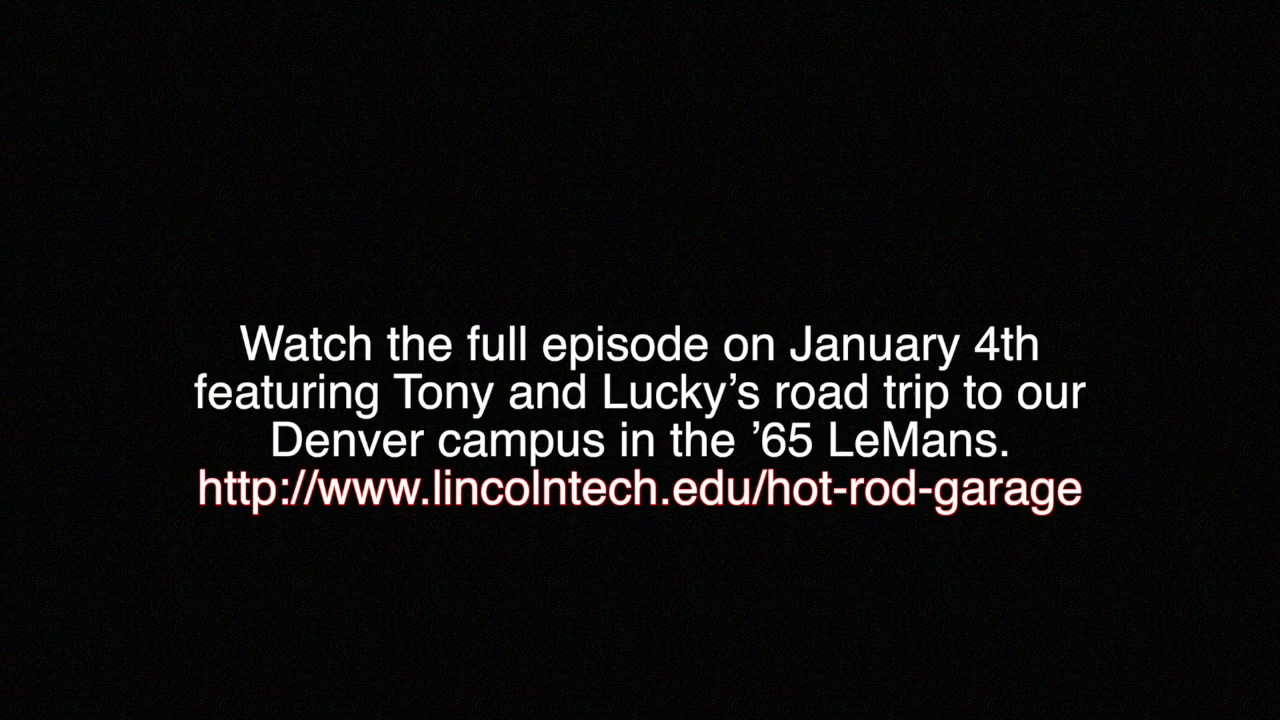 Watch the full episode on January 4th
featuring Tony and Lucky’s road trip to our
Denver campus in the ’65 LeMans.
http://www.lincolntech.edu/hot-rod-garage